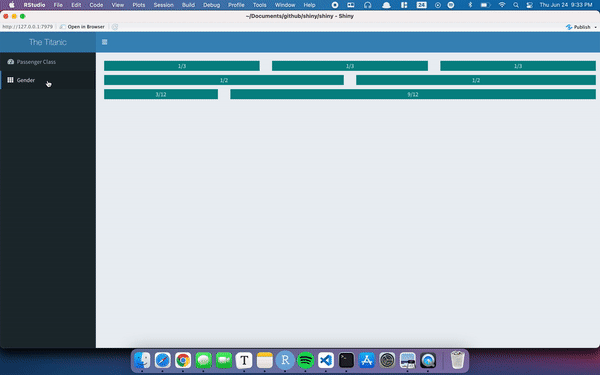 RStudio File Edit Code View Plots Session Build Debug Profile Tools Window Help 24 Thu Jun 24 9:33 PM
~/Documents/github/shiny/shiny - Shiny
http://127.0.0.1:7979 Open in Browser Publish
The Titanic
Passenger Class
1/3 1/3 1/3
Gender
1/2 1/2
3/12 9/12
T R